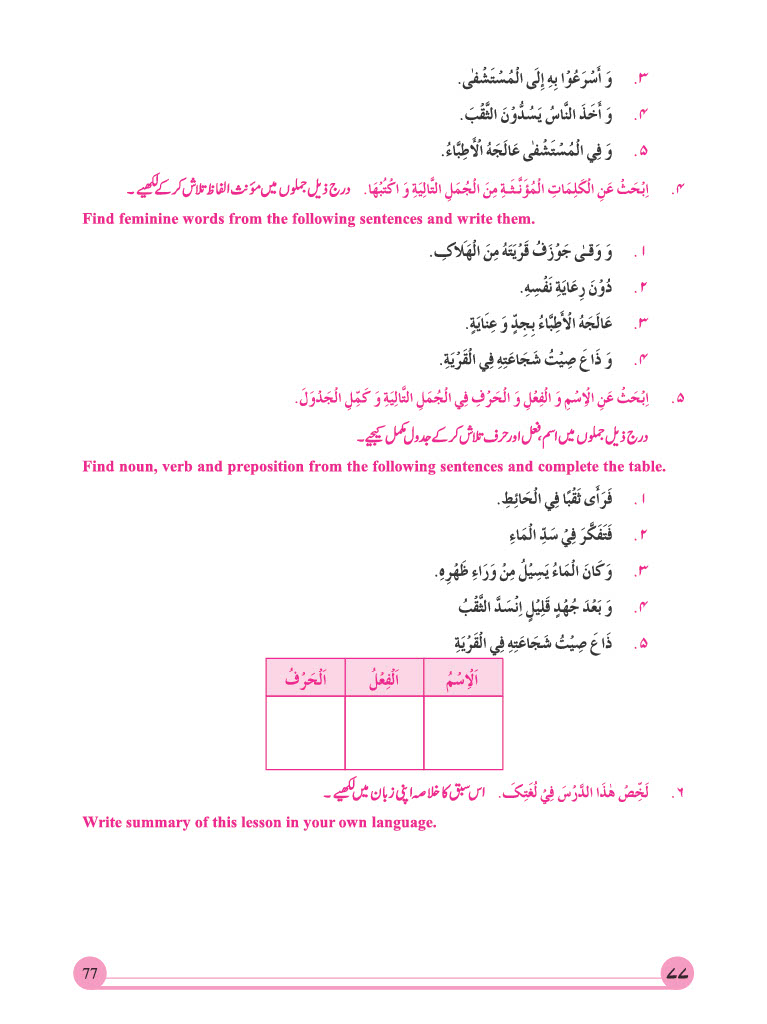 ۳. وَ أَسْرَعُوْا بِهِ إِلَى الْمُسْتَشْفٰى.
۴. وَ أَخَذَ النَّاسُ يَسُدُّوْنَ الثَّقْبَ.
۵. وَ فِي الْمُسْتَشْفٰى عَالَجَهُ الْأَطِبَّاءُ.
۴. اِبْحَثْ عَنِ الْكَلِمَاتِ الْمُؤَنَّـثَـةِ مِنَ الْجُمَلِ التَّالِيَةِ وَ اكْتُبْهَا. درج ذیل جملوں میں مؤنث الفاظ تلاش کر کے لکھیے۔
Find feminine words from the following sentences and write them.
۱. وَ وَقـٰى جَوْزَفُ قَرْيَتَهُ مِنَ الْهَلَاكِ.
۲. دُوْنَ رِعَايَةِ نَفْسِهِ.
۳. عَالَجَهُ الْأَطِبَّاءُ بِجِدٍّ وَ عِنَايَةٍ.
۴. وَ ذَاعَ صِيْتُ شَجَاعَتِهِ فِي الْقَرْيَةِ.
۵. اِبْحَثْ عَنِ الْاِسْمِ وَ الْفِعْلِ وَ الْحَرْفِ فِي الْجُمَلِ التَّالِيَةِ وَ كَمِّلِ الْجَدْوَلَ.
درج ذیل جملوں میں اسم، فعل اور حرف تلاش کر کے جدول مکمل کیجیے۔
Find noun, verb and preposition from the following sentences and complete the table.
۱. فَرَأَى ثَقْبًا فِي الْحَائِطِ.
۲. فَتَفَكَّرَ فِيْ سَدِّ الْمَاءِ
۳. وَكَانَ الْمَاءُ يَسِيْلُ مِنْ وَرَاءِ ظَهْرِهِ.
۴. وَ بَعْدَ جُهْدٍ قَلِيْلٍ اِنْسَدَّ الثَّقْبُ
۵. ذَاعَ صِيْتُ شَجَاعَتِهِ فِي الْقَرْيَةِ
اَلْاِسْمُ اَلْفِعْلُ اَلْحَرْفُ
۶. لَخِّصْ هٰذَا الدَّرْسَ فِيْ لُغَتِكَ. اس سبق کا خلاصہ اپنی زبان میں لکھیے۔
Write summary of this lesson in your own language.
77 ۷۷